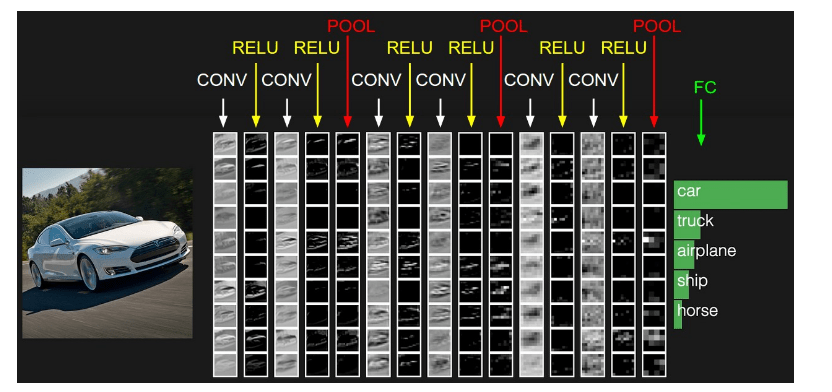 POOL POOL POOL
RELU RELU RELU RELU RELU RELU
CONV CONV CONV CONV CONV CONV
FC
car
truck
airplane
ship
horse